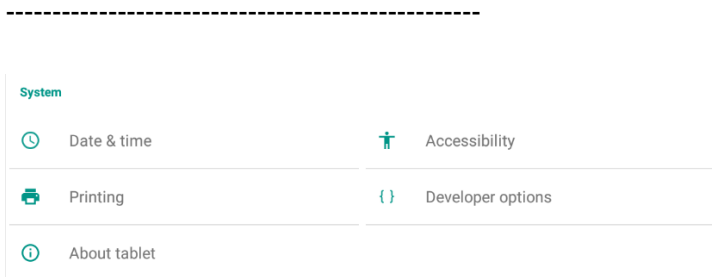 ----------------------------------------------------
System
Date & time
Accessibility
Printing
{ } Developer options
About tablet